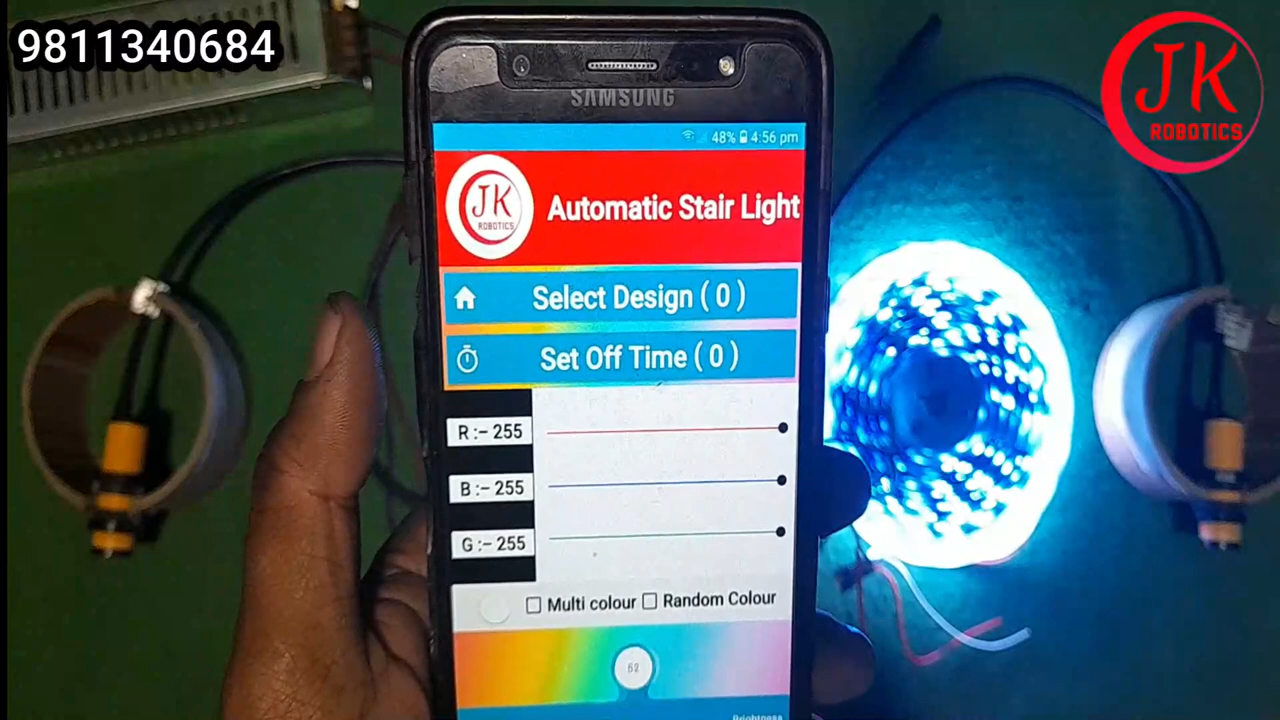 9811340684
JK
ROBOTICS
SAMSUNG
48% 4:56 pm
JK
ROBOTICS
Automatic Stair Light
Select Design ( 0 )
Set Off Time ( 0 )
R :- 255
B :- 255
G :- 255
Multi colour
Random Colour
62
Brightness